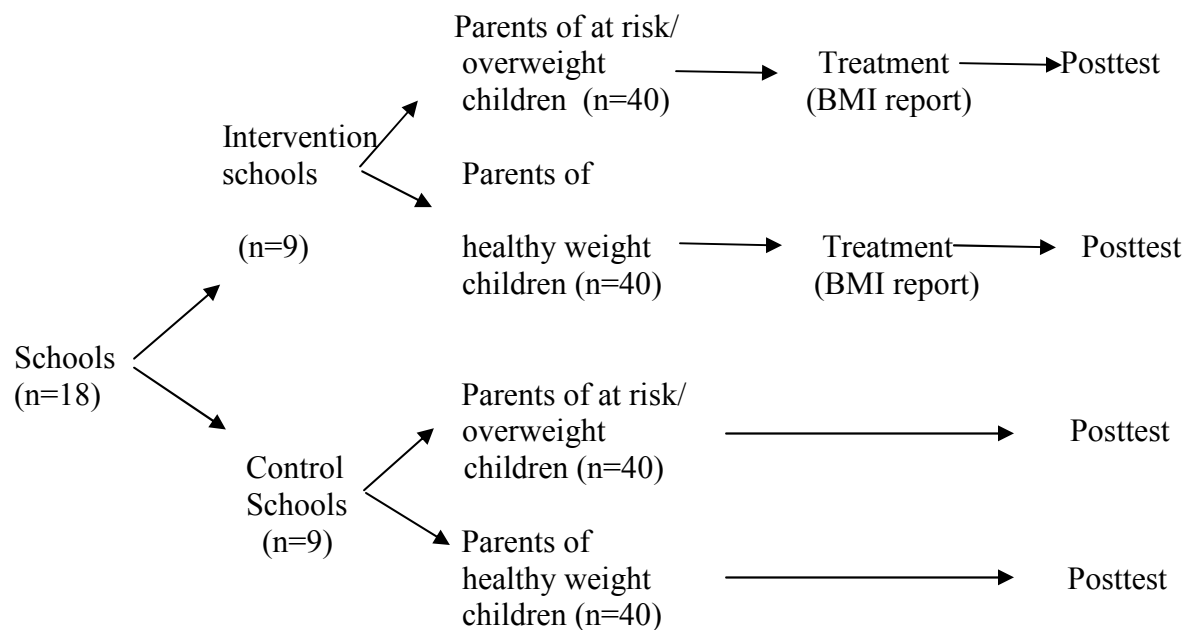 Parents of at risk/
overweight
children (n=40)
Treatment
(BMI report)
Posttest
Intervention
schools
(n=9)
Parents of
healthy weight
children (n=40)
Treatment
(BMI report)
Posttest
Schools
(n=18)
Parents of at risk/
overweight
children (n=40)
Posttest
Control
Schools
(n=9)
Parents of
healthy weight
children (n=40)
Posttest